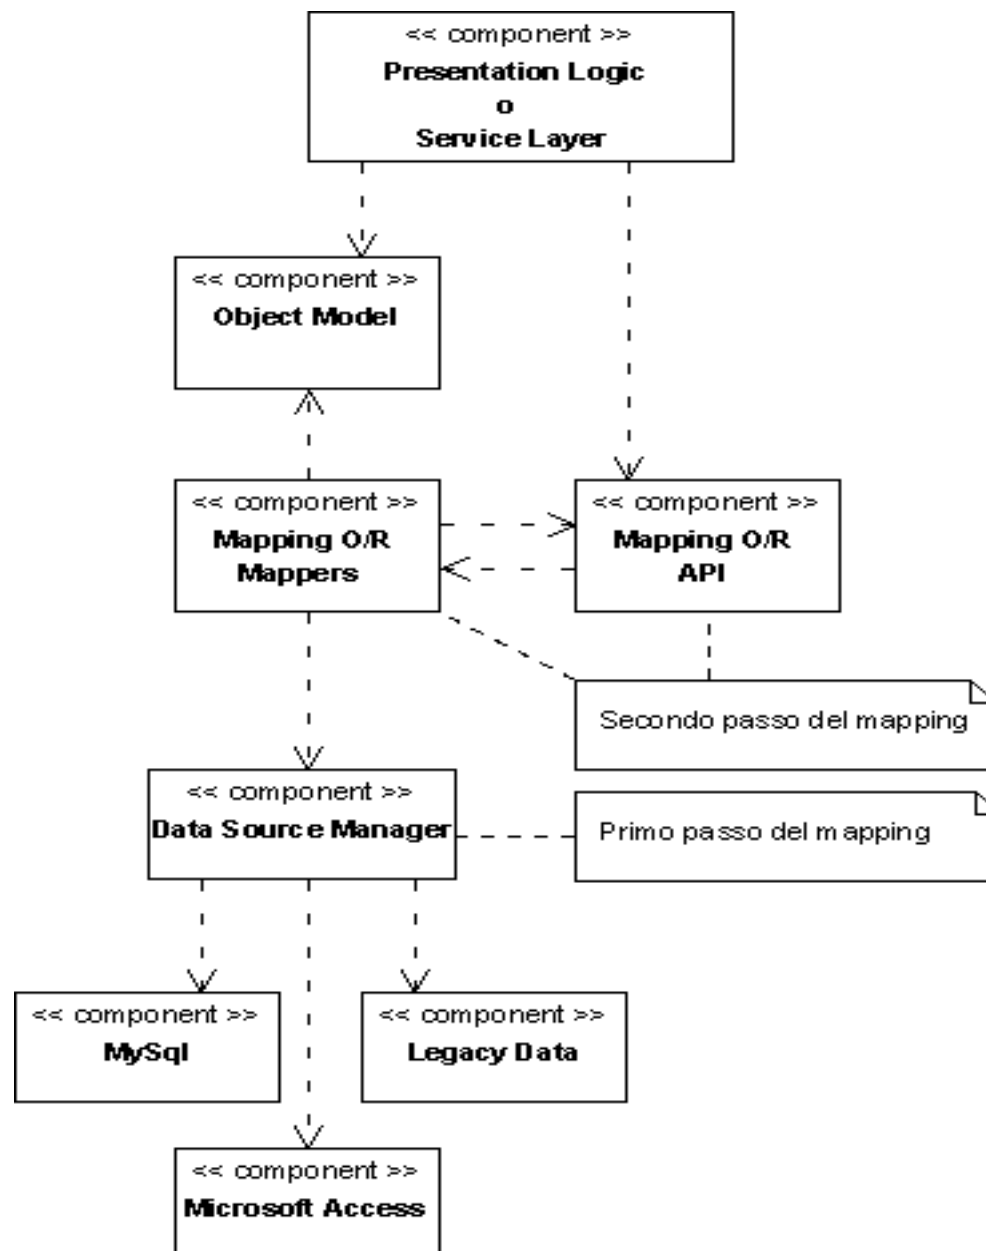 << component >>
Presentation Logic
o
Service Layer
<< component >>
Object Model
<< component >>
Mapping O/R
Mappers
<< component >>
Mapping O/R
API
Secondo passo del mapping
<< component >>
Data Source Manager
Primo passo del mapping
<< component >>
MySql
<< component >>
Legacy Data
<< component >>
Microsoft Access